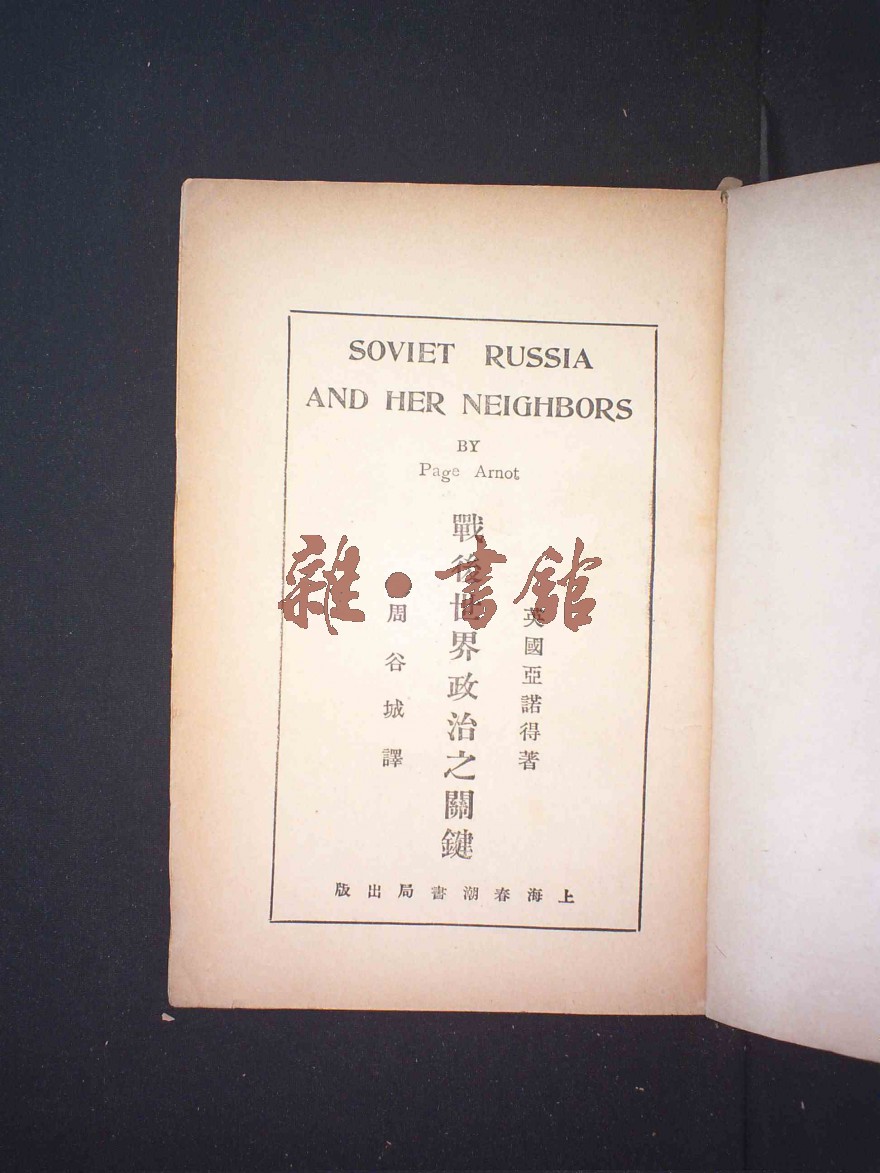 SOVIET RUSSIA
AND HER NEIGHBORS
BY
Page Arnot
英國亞諾得著
戰後世界政治之關鍵
周谷城譯
上海春潮書局出版
雜·書館